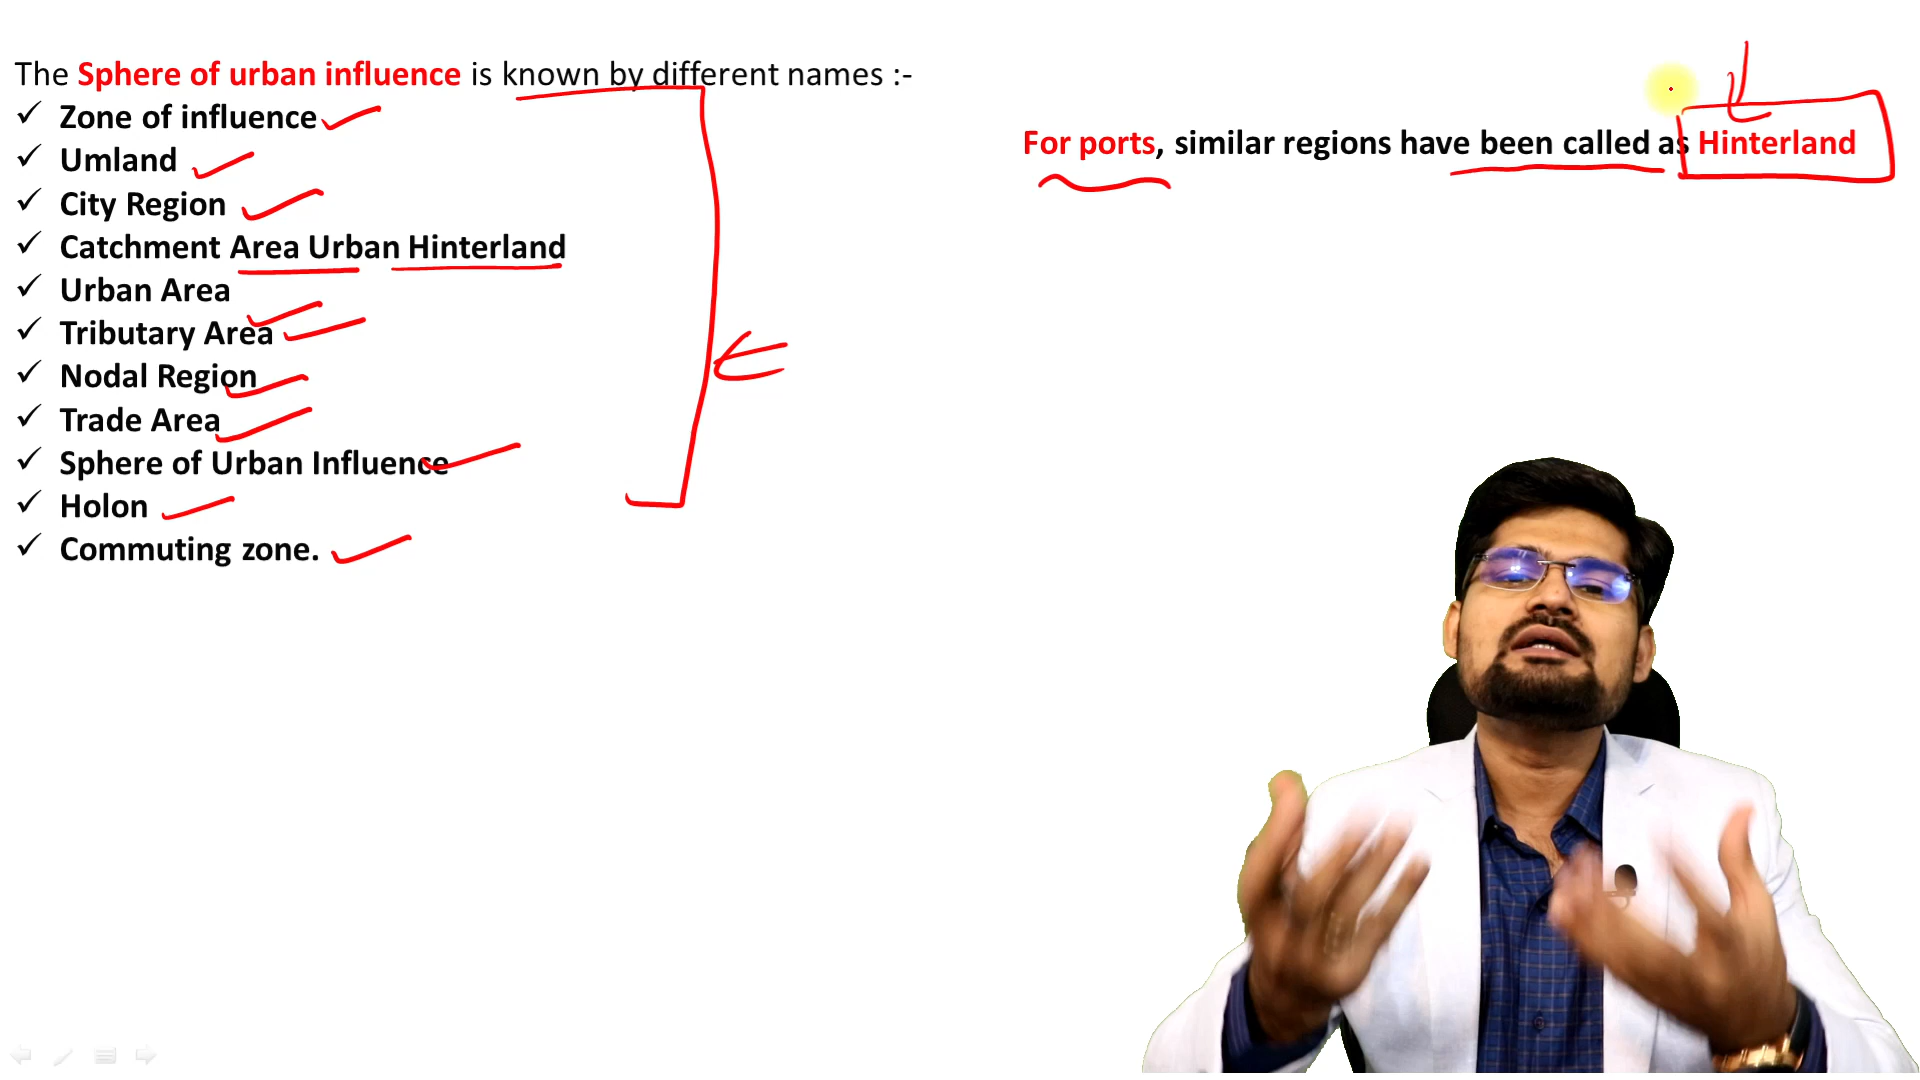 The Sphere of urban influence is known by different names :-
✓ Zone of influence
✓ Umland
✓ City Region
✓ Catchment Area Urban Hinterland
✓ Urban Area
✓ Tributary Area
✓ Nodal Region
✓ Trade Area
✓ Sphere of Urban Influence
✓ Holon
✓ Commuting zone.
For ports, similar regions have been called as Hinterland